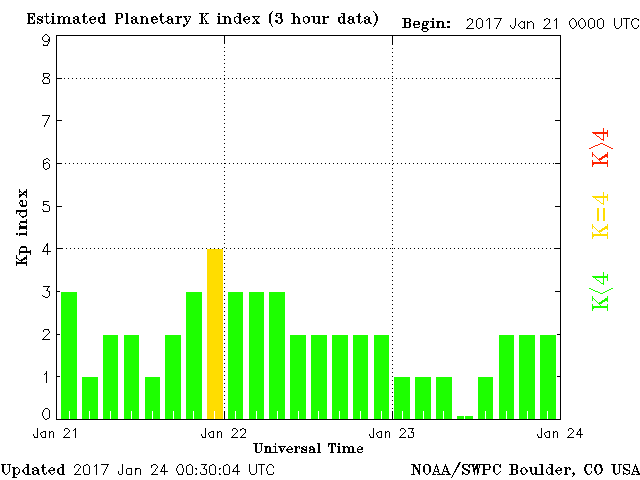 Estimated Planetary K index (3 hour data) Begin: 2017 Jan 21 0000 UTC
9
8
7
6
5
4
3
2
1
0
Kp index
K>4
K=4
K<4
Jan 21 Jan 22 Jan 23 Jan 24
Universal Time
Updated 2017 Jan 24 00:30:04 UTC NOAA/SWPC Boulder, CO USA